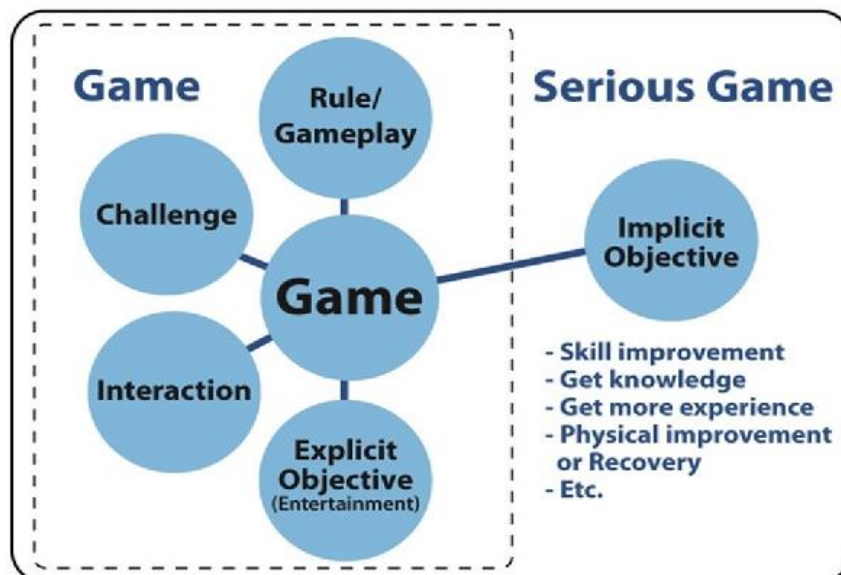 Game
Serious Game
Rule/
Gameplay
Challenge
Game
Interaction
Explicit
Objective
(Entertainment)
Implicit
Objective
- Skill improvement
- Get knowledge
- Get more experience
- Physical improvement
or Recovery
- Etc.